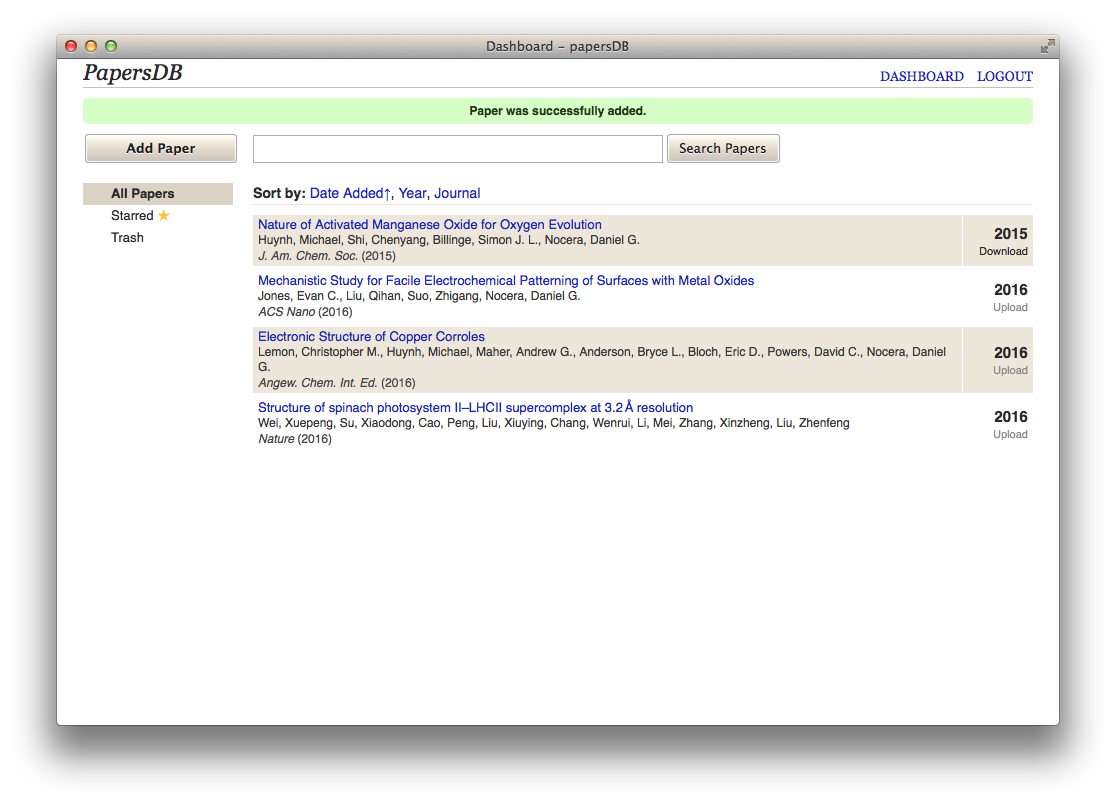 Dashboard – papersDB
PapersDB
DASHBOARD LOGOUT
Paper was successfully added.
Add Paper
Search Papers
All Papers
Starred ★
Trash
Sort by: Date Added↑, Year, Journal
Nature of Activated Manganese Oxide for Oxygen Evolution
Huynh, Michael, Shi, Chenyang, Billinge, Simon J. L., Nocera, Daniel G.
J. Am. Chem. Soc. (2015)
2015
Download
Mechanistic Study for Facile Electrochemical Patterning of Surfaces with Metal Oxides
Jones, Evan C., Liu, Qihan, Suo, Zhigang, Nocera, Daniel G.
ACS Nano (2016)
2016
Upload
Electronic Structure of Copper Corroles
Lemon, Christopher M., Huynh, Michael, Maher, Andrew G., Anderson, Bryce L., Bloch, Eric D., Powers, David C., Nocera, Daniel
G.
Angew. Chem. Int. Ed. (2016)
2016
Upload
Structure of spinach photosystem II–LHCII supercomplex at 3.2 Å resolution
Wei, Xuepeng, Su, Xiaodong, Cao, Peng, Liu, Xiuying, Chang, Wenrui, Li, Mei, Zhang, Xinzheng, Liu, Zhenfeng
Nature (2016)
2016
Upload